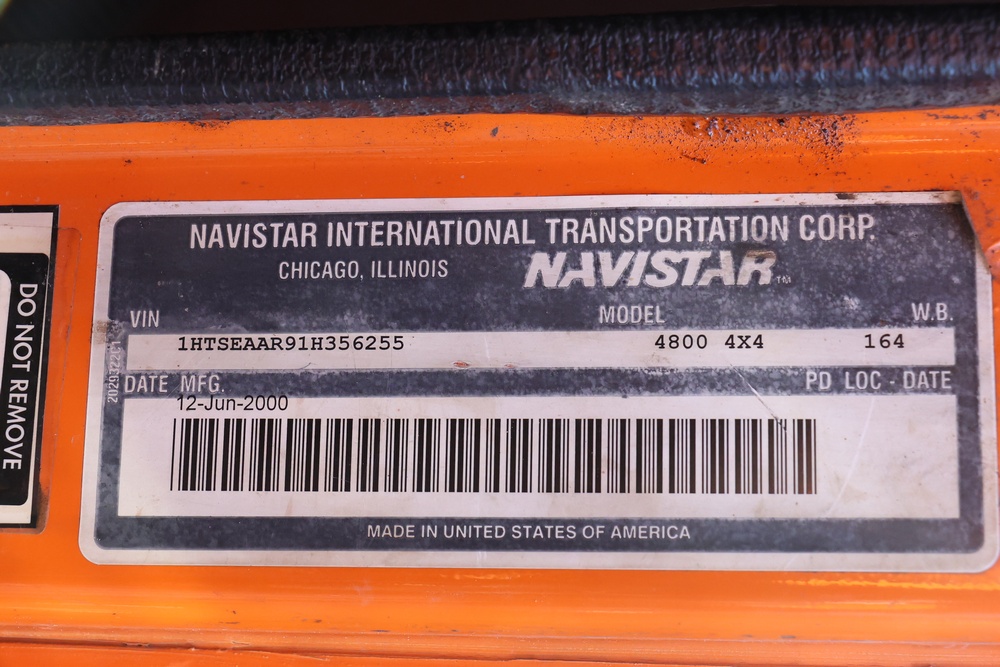 NAVISTAR INTERNATIONAL TRANSPORTATION CORP.
CHICAGO, ILLINOIS NAVISTAR™
VIN MODEL W.B.
1HTSEAAR91H356255 4800 4X4 164
DATE MFG. PD LOC - DATE
12-Jun-2000
MADE IN UNITED STATES OF AMERICA
DO NOT REMOVE